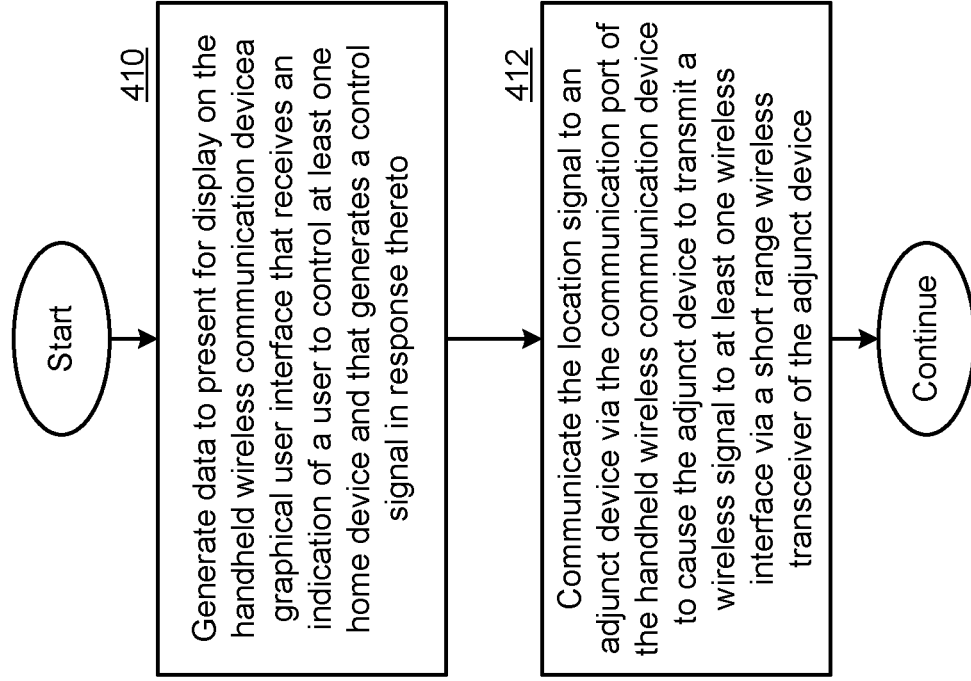 Start
410
Generate data to present for display on the
handheld wireless communication devicea
graphical user interface that receives an
indication of a user to control at least one
home device and that generates a control
signal in response thereto
412
Communicate the location signal to an
adjunct device via the communication port of
the handheld wireless communication device
to cause the adjunct device to transmit a
wireless signal to at least one wireless
interface via a short range wireless
transceiver of the adjunct device
Continue